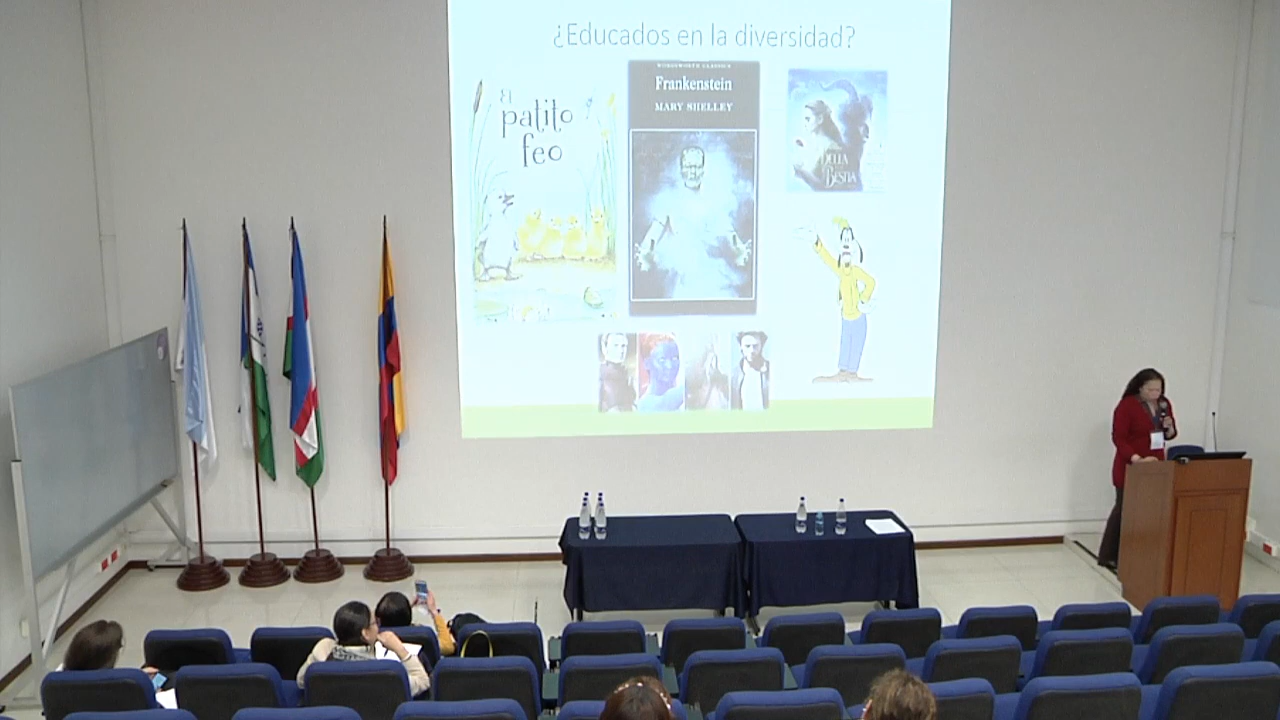 ¿Educados en la diversidad?
El
patito
feo
WORDSWORTH CLASSICS
Frankenstein
MARY SHELLEY
BELLA
BESTIA